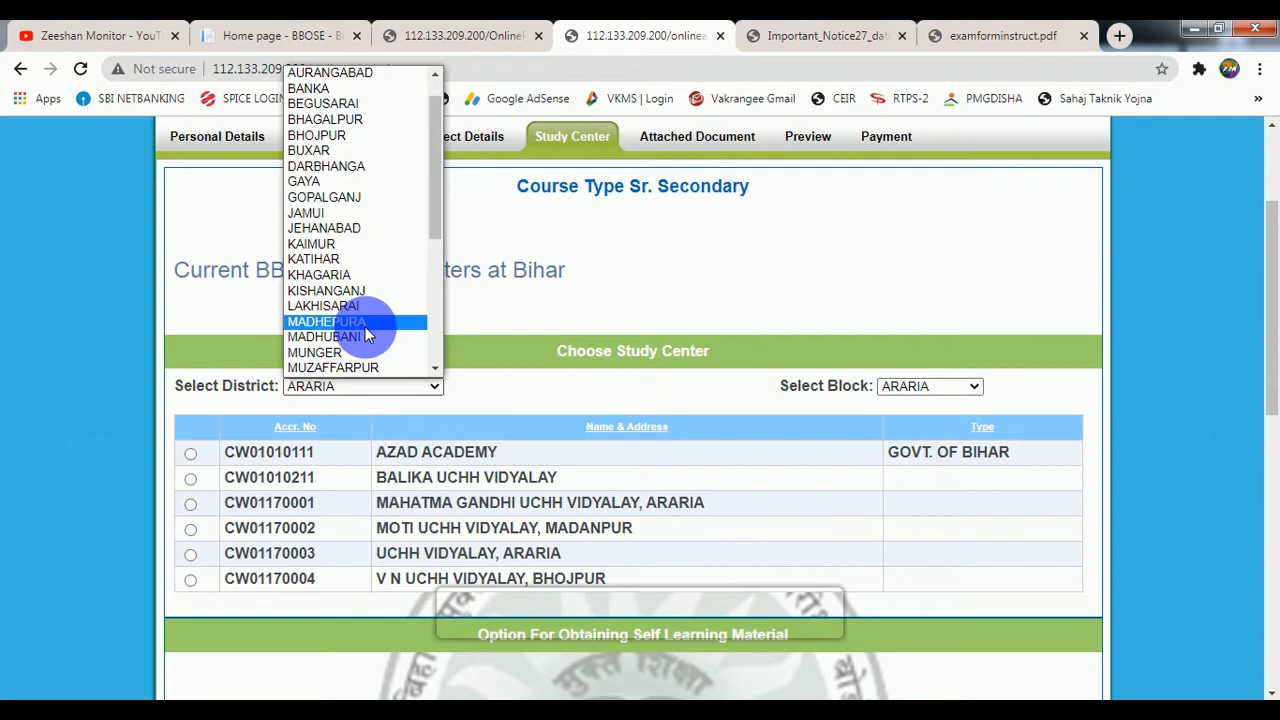 Zeeshan Monitor - YouT
Home page - BBOSE - B
112.133.209.200/OnlineF
112.133.209.200/onlinea
Important_Notice27_dat
examforminstruct.pdf
Not secure
112.133.209
Apps
SBI NETBANKING
SPICE LOGIN
Google AdSense
VKMS | Login
Vakrangee Gmail
CEIR
RTPS-2
PMGDISHA
Sahaj Taknik Yojna
»
Personal Details
ect Details
Study Center
Attached Document
Preview
Payment
Course Type Sr. Secondary
Current BB
ters at Bihar
AURANGABAD
BANKA
BEGUSARAI
BHAGALPUR
BHOJPUR
BUXAR
DARBHANGA
GAYA
GOPALGANJ
JAMUI
JEHANABAD
KAIMUR
KATIHAR
KHAGARIA
KISHANGANJ
LAKHISARAI
MADHEPURA
MADHUBANI
MUNGER
MUZAFFARPUR
Choose Study Center
Select District: ARARIA
Select Block: ARARIA
Accr. No Name & Address Type
CW01010111 AZAD ACADEMY GOVT. OF BIHAR
CW01010211 BALIKA UCHH VIDYALAY
CW01170001 MAHATMA GANDHI UCHH VIDYALAY, ARARIA
CW01170002 MOTI UCHH VIDYALAY, MADANPUR
CW01170003 UCHH VIDYALAY, ARARIA
CW01170004 V N UCHH VIDYALAY, BHOJPUR
Option For Obtaining Self Learning Material
मुक्त शिक्षा